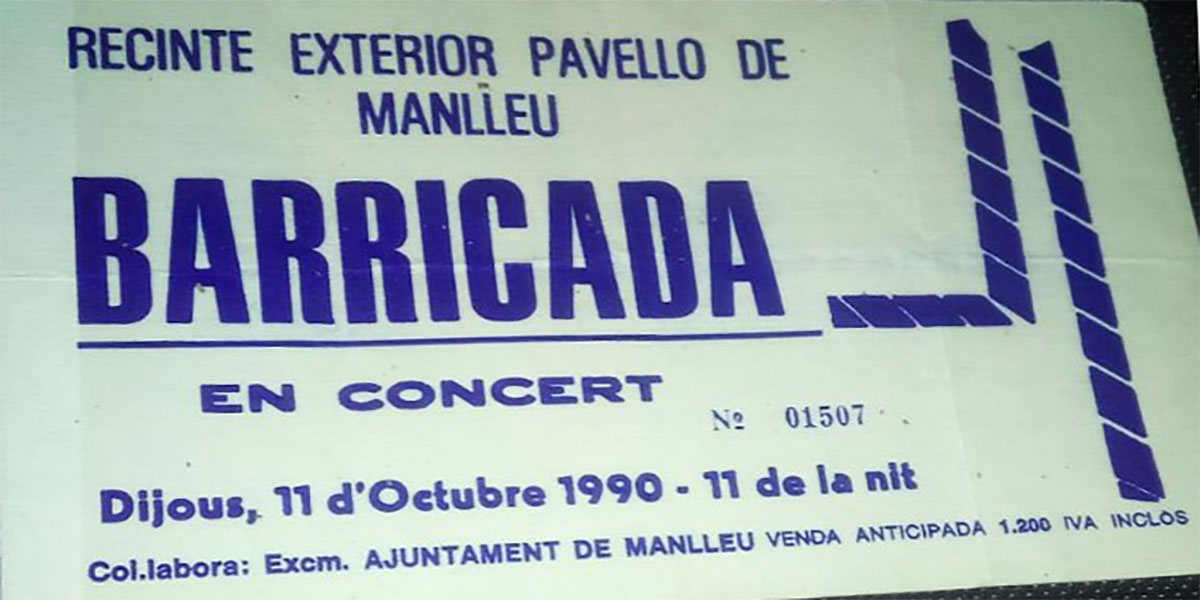 RECINTE EXTERIOR PAVELLO DE
MANLLEU
BARRICADA
EN CONCERT
Nº 01507
Dijous, 11 d'Octubre 1990 - 11 de la nit
Col.labora: Excm. AJUNTAMENT DE MANLLEU VENDA ANTICIPADA 1.200 IVA INCLÒS